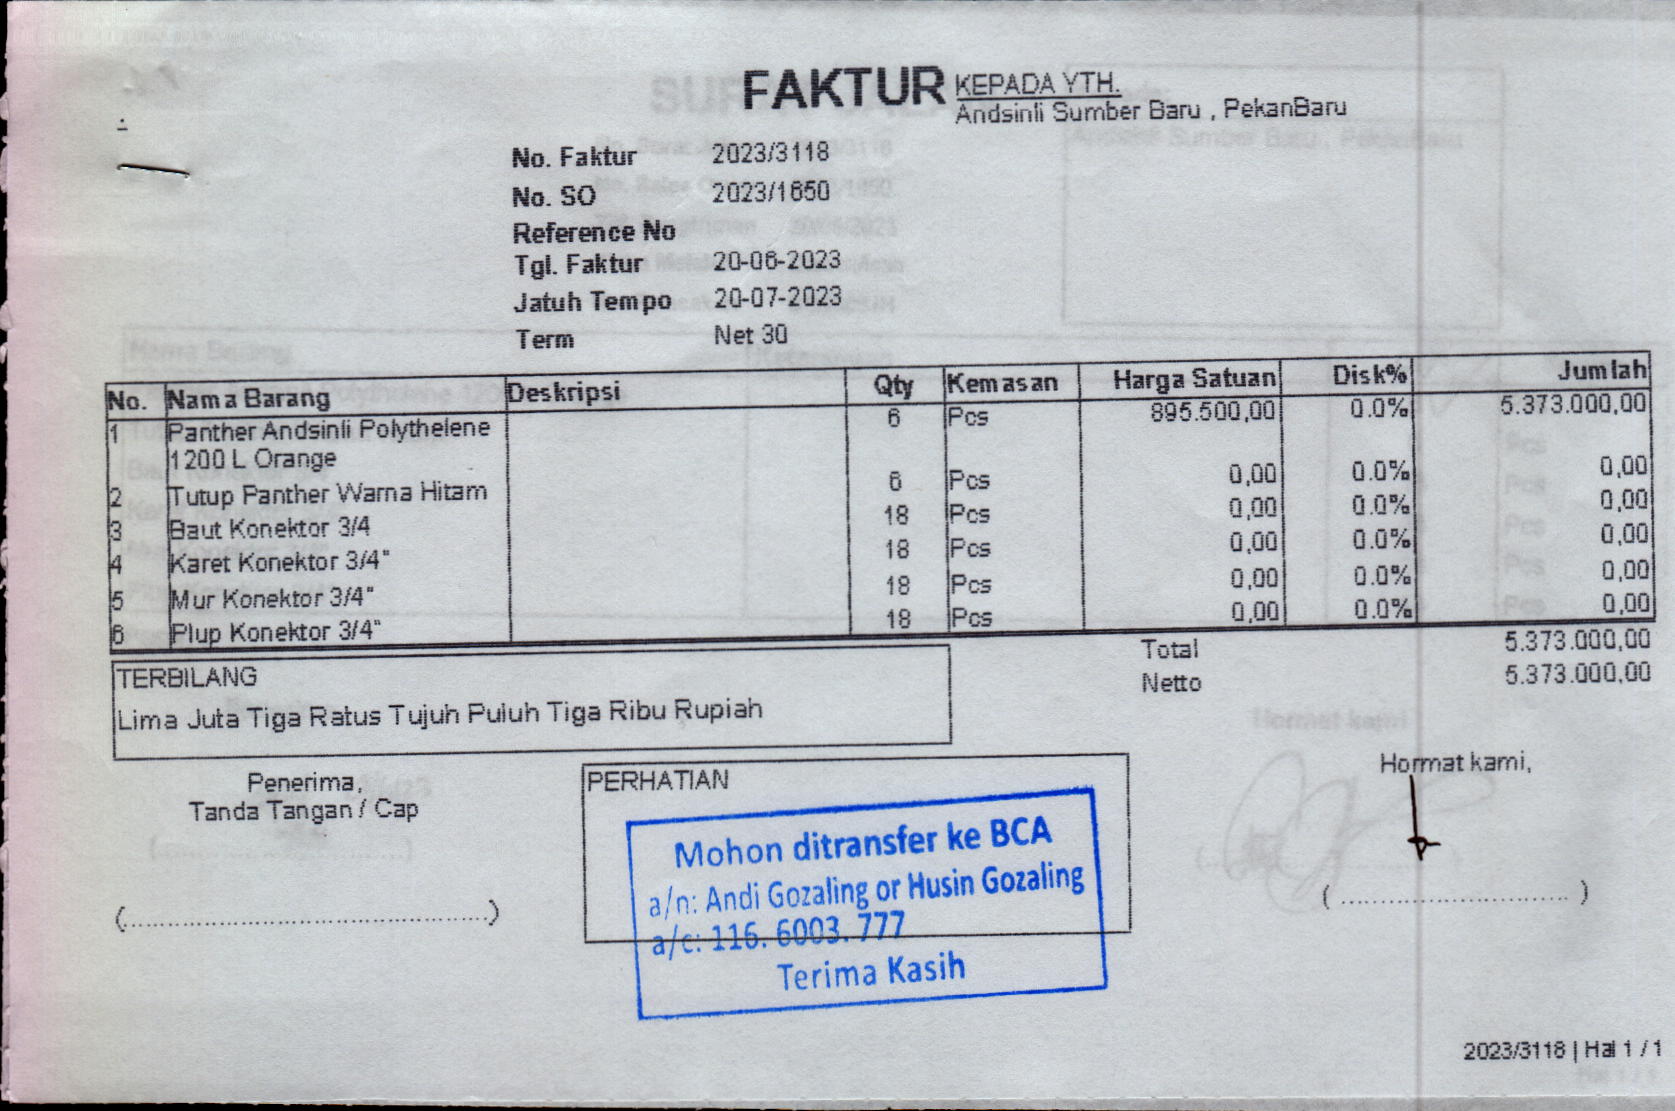 FAKTUR
KEPADA YTH.
Andsinli Sumber Baru , PekanBaru
No. Faktur 2023/3118
No. SO 2023/1650
Reference No
Tgl. Faktur 20-06-2023
Jatuh Tempo 20-07-2023
Term Net 30
No. Nama Barang Deskripsi Qty Kemasan Harga Satuan Disk% Jumlah
1 Panther Andsinli Polythelene 6 Pcs 895.500,00 0.0% 5.373.000,00
1200 L Orange
2 Tutup Panther Warna Hitam 6 Pcs 0,00 0.0% 0,00
3 Baut Konektor 3/4 18 Pcs 0,00 0.0% 0,00
4 Karet Konektor 3/4" 18 Pcs 0,00 0.0% 0,00
5 Mur Konektor 3/4" 18 Pcs 0,00 0.0% 0,00
6 Plup Konektor 3/4" 18 Pcs 0,00 0.0% 0,00
Total 5.373.000,00
Netto 5.373.000,00
TERBILANG
Lima Juta Tiga Ratus Tujuh Puluh Tiga Ribu Rupiah
Penerima,
Tanda Tangan / Cap
(..................................................)
PERHATIAN
Mohon ditransfer ke BCA
a/n: Andi Gozaling or Husin Gozaling
a/c: 116. 6003. 777
Terima Kasih
Hormat kami,
( ................................ )
2023/3118 | Hal 1 / 1